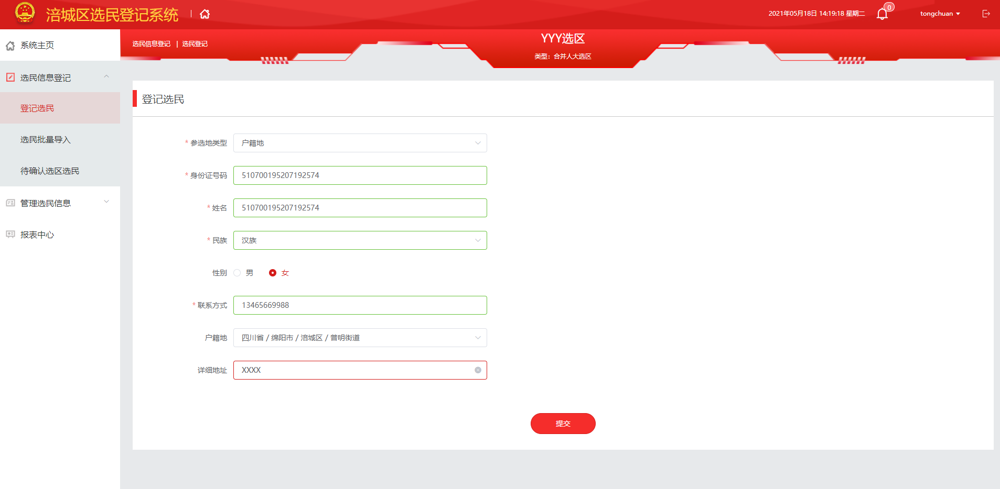 涪城区选民登记系统
2021年05月18日 14:19:18 星期二
0
tongchuan
系统主页
选民信息登记
登记选民
选民批量导入
待确认选区选民
管理选民信息
报表中心
选民信息登记 | 选民登记
YYY选区
类型：合并人大选区
登记选民
* 参选地类型 户籍地
* 身份证号码 510700195207192574
* 姓名 510700195207192574
* 民族 汉族
性别 男 女
* 联系方式 13465669988
户籍地 四川省 / 绵阳市 / 涪城区 / 普明街道
详细地址 XXXX
提交